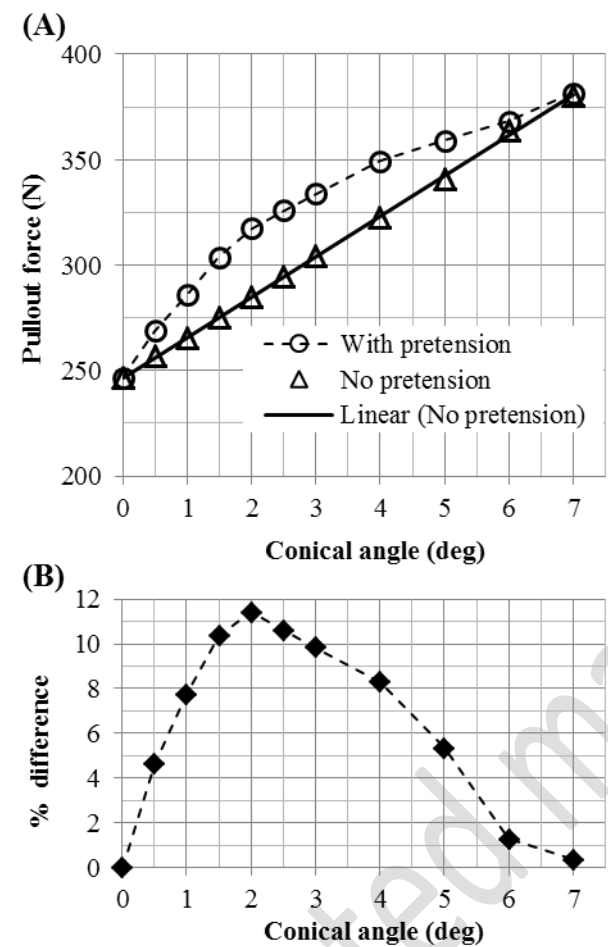 (A)
400
350
300
250
200
Pullout force (N)
With pretension
No pretension
Linear (No pretension)
0 1 2 3 4 5 6 7
Conical angle (deg)
(B)
12
10
8
6
4
2
0
% difference
0 1 2 3 4 5 6 7
Conical angle (deg)
ted ma